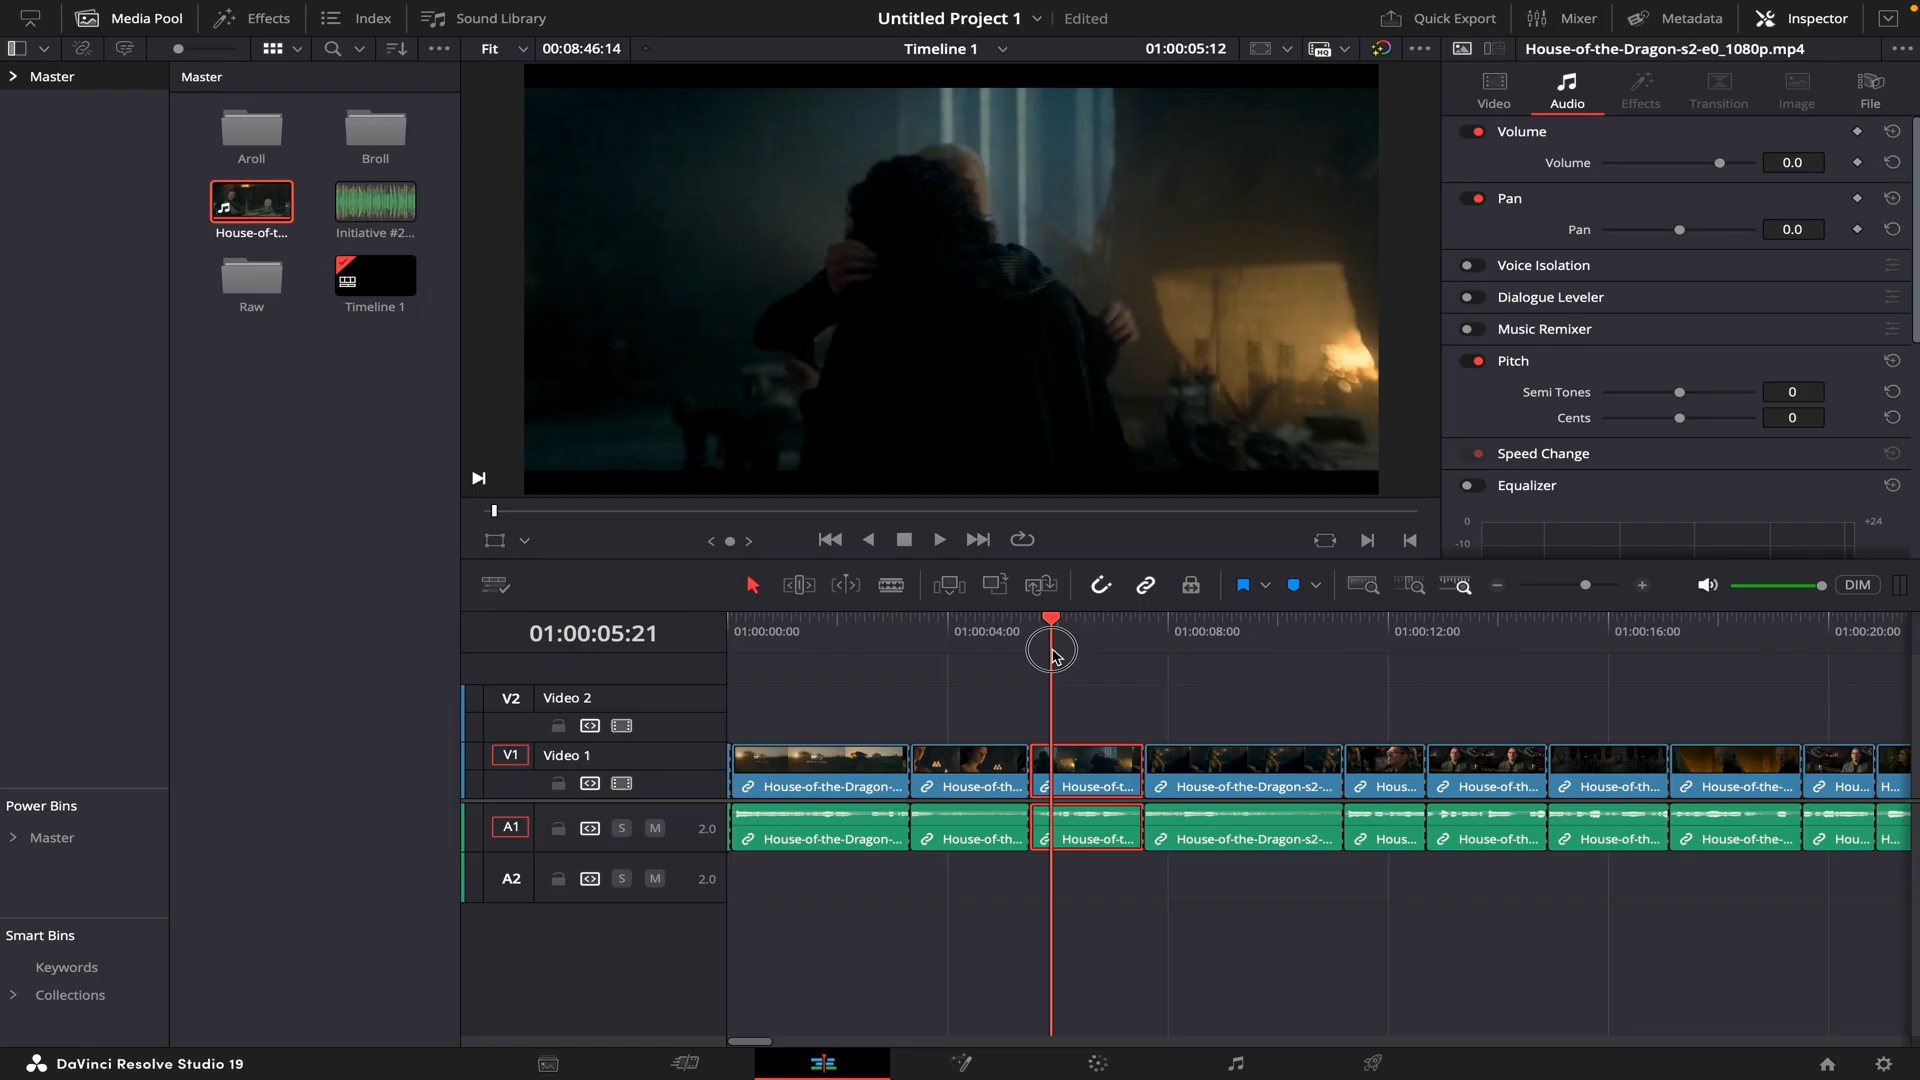 Media Pool
Effects
Index
Sound Library
Untitled Project 1
Edited
Quick Export
Mixer
Metadata
Inspector
Fit
00:08:46:14
Timeline 1
01:00:05:12
House-of-the-Dragon-s2-e0_1080p.mp4
Master
Master
Aroll
Broll
House-of-t...
Initiative #2...
Raw
Timeline 1
Video
Audio
Effects
Transition
Image
File
Volume
Volume
0.0
Pan
Pan
0.0
Voice Isolation
Dialogue Leveler
Music Remixer
Pitch
Semi Tones
0
Cents
0
Speed Change
Equalizer
0
+24
-10
DIM
01:00:05:21
01:00:00:00
01:00:04:00
01:00:08:00
01:00:12:00
01:00:16:00
01:00:20:00
V2
Video 2
V1
Video 1
House-of-the-Dragon-...
House-of-th...
House-of-t...
House-of-the-Dragon-s2-...
Hous...
House-of-th...
House-of-th...
House-of-the-...
Hou...
H...
A1
S
M
2.0
House-of-the-Dragon-...
House-of-th...
House-of-t...
House-of-the-Dragon-s2-...
Hous...
House-of-th...
House-of-th...
House-of-the-...
Hou...
H...
A2
S
M
2.0
Power Bins
Master
Smart Bins
Keywords
Collections
DaVinci Resolve Studio 19